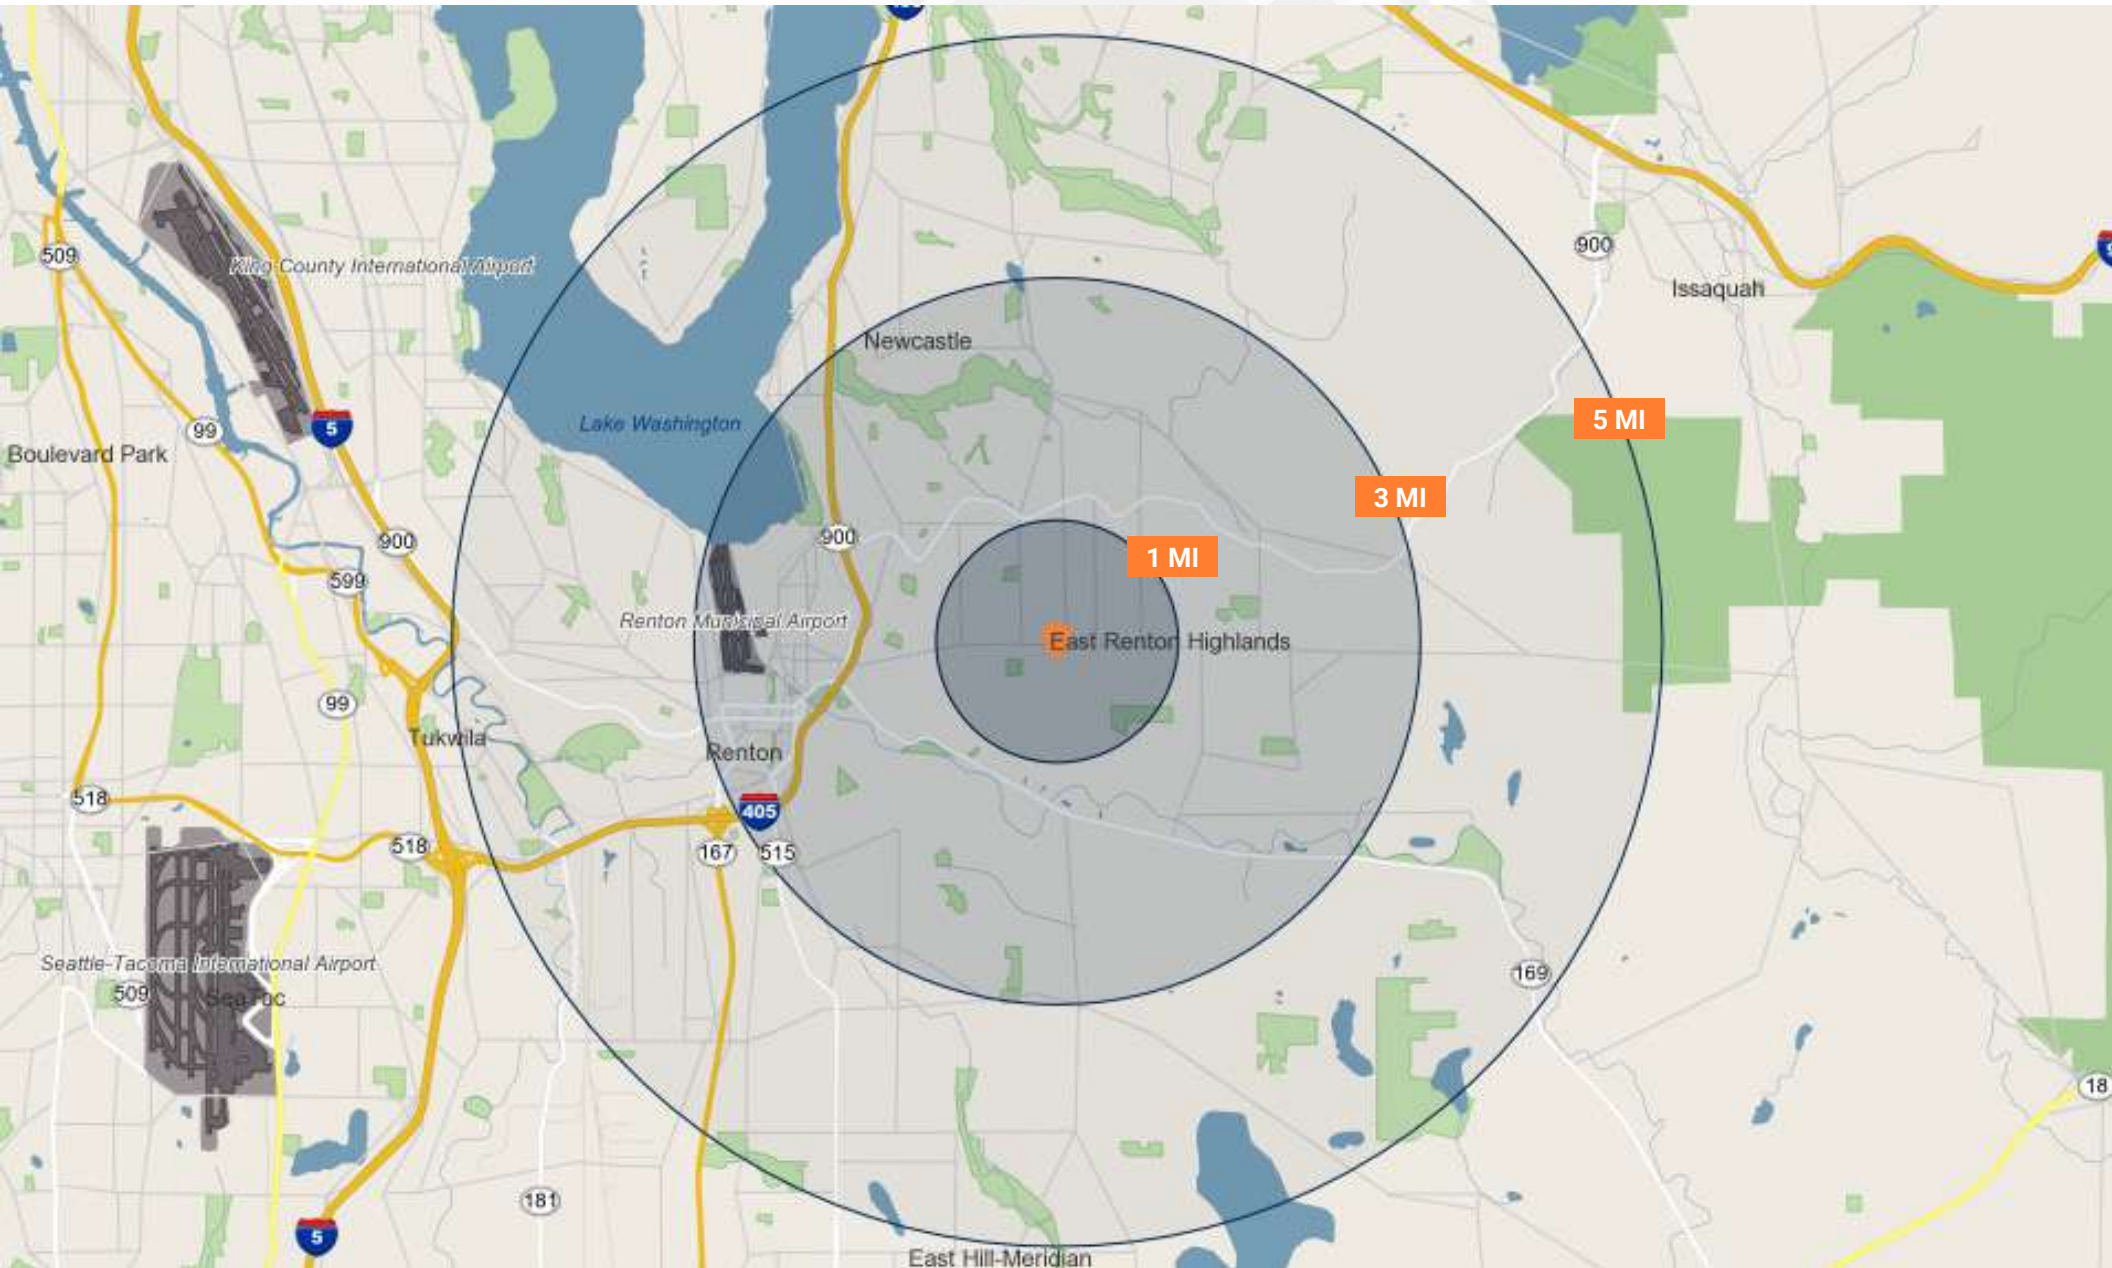 King County International Airport
509
900
Issaquah
Newcastle
5 MI
Lake Washington
5
99
Boulevard Park
3 MI
900
900
1 MI
599
Renton Municipal Airport
East Renton Highlands
99
Tukwila
Renton
518
405
518
167
515
Seattle-Tacoma International Airport
169
509
SeaTac
18
181
5
East Hill-Meridian